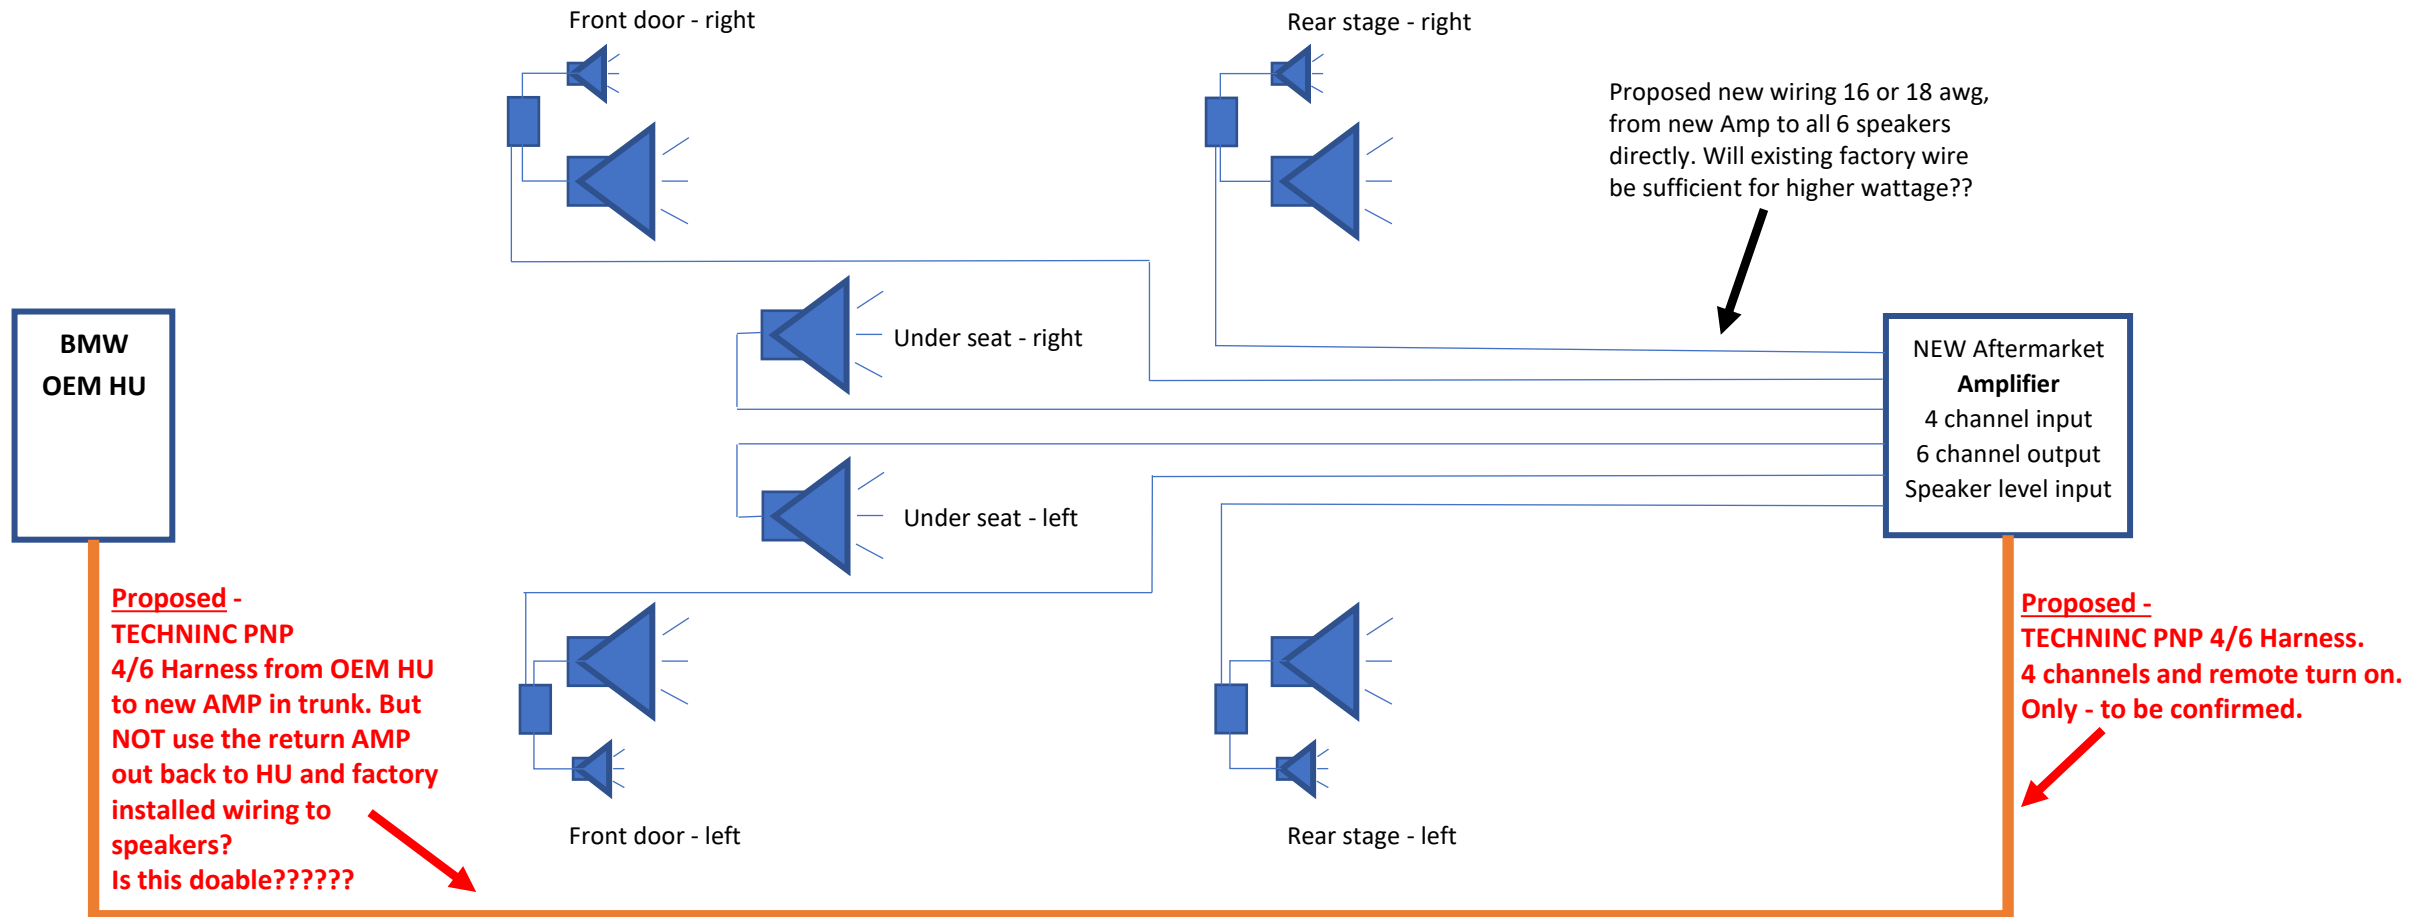 Front door - right
Rear stage - right
Proposed new wiring 16 or 18 awg,
from new Amp to all 6 speakers
directly. Will existing factory wire
be sufficient for higher wattage??
BMW
OEM HU
Under seat - right
NEW Aftermarket
Amplifier
4 channel input
6 channel output
Speaker level input
Under seat - left
Proposed -
TECHNINC PNP
4/6 Harness from OEM HU
to new AMP in trunk. But
NOT use the return AMP
out back to HU and factory
installed wiring to
speakers?
Is this doable??????
Proposed -
TECHNINC PNP 4/6 Harness.
4 channels and remote turn on.
Only - to be confirmed.
Front door - left
Rear stage - left